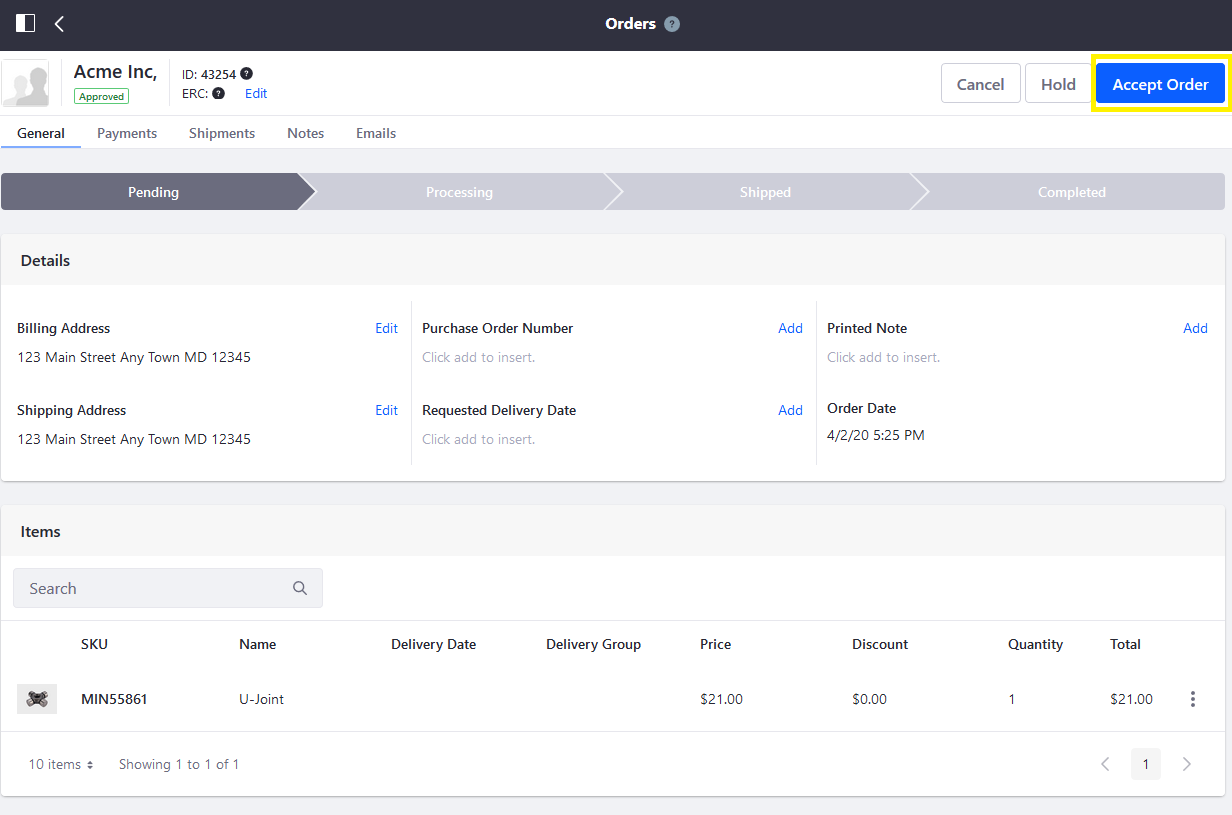 Orders ?
Acme Inc,
Approved
ID: 43254 ?
ERC: ? Edit
Cancel
Hold
Accept Order
General Payments Shipments Notes Emails
Pending Processing Shipped Completed
Details
Billing Address Edit
123 Main Street Any Town MD 12345
Shipping Address Edit
123 Main Street Any Town MD 12345
Purchase Order Number Add
Click add to insert.
Requested Delivery Date Add
Click add to insert.
Printed Note Add
Click add to insert.
Order Date
4/2/20 5:25 PM
Items
Search
SKU Name Delivery Date Delivery Group Price Discount Quantity Total
MIN55861 U-Joint $21.00 $0.00 1 $21.00
10 items Showing 1 to 1 of 1 1